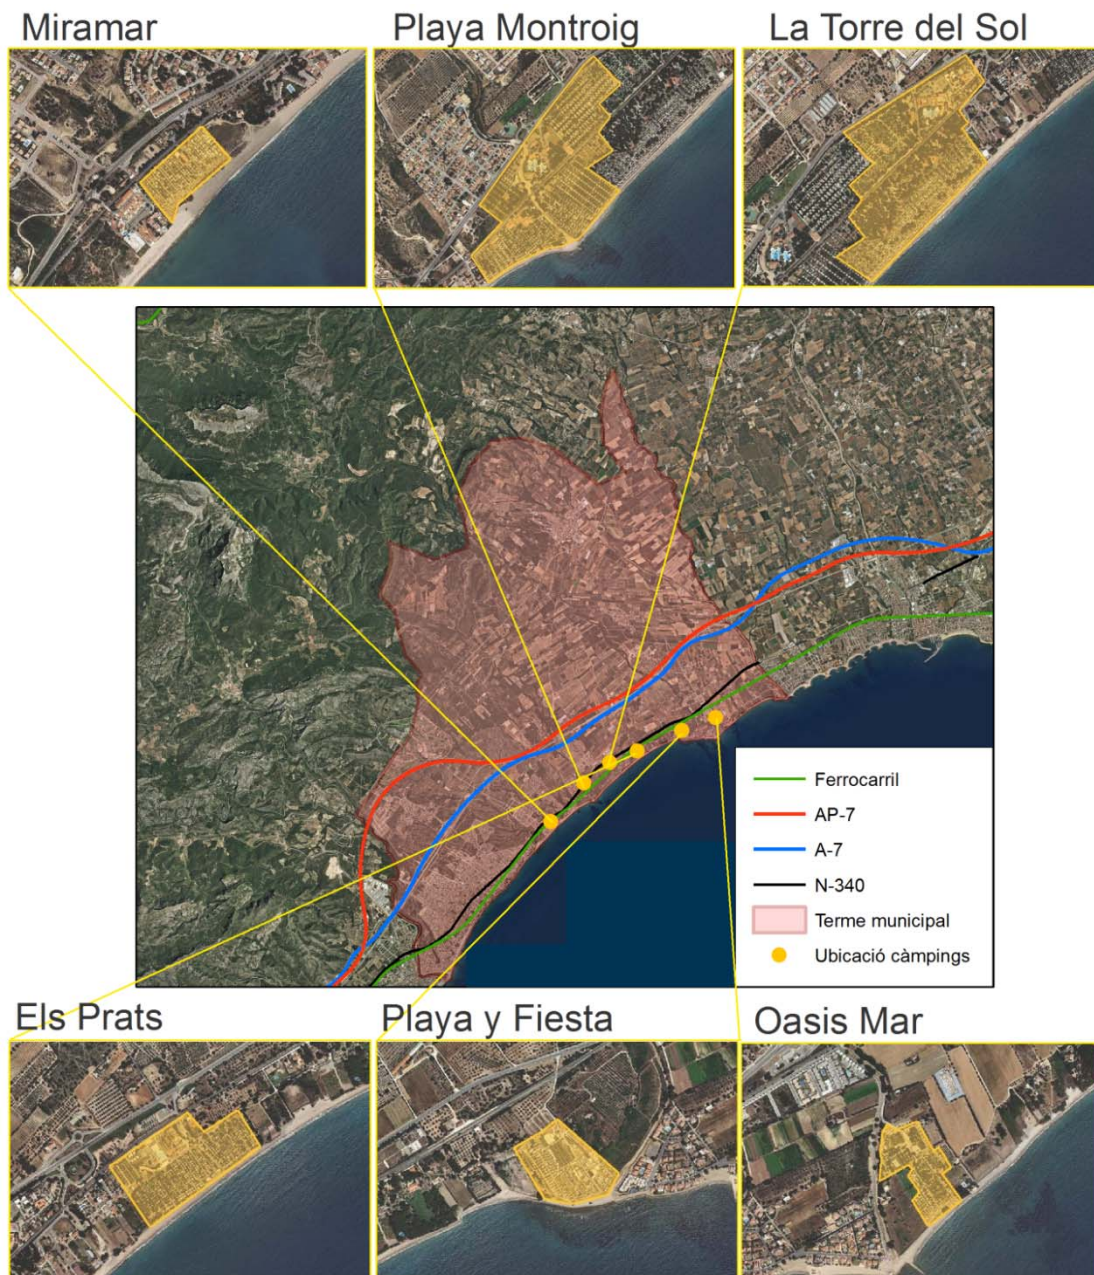 Miramar
Playa Montroig
La Torre del Sol
Ferrocarril
AP-7
A-7
N-340
Terme municipal
Ubicació càmpings
Els Prats
Playa y Fiesta
Oasis Mar